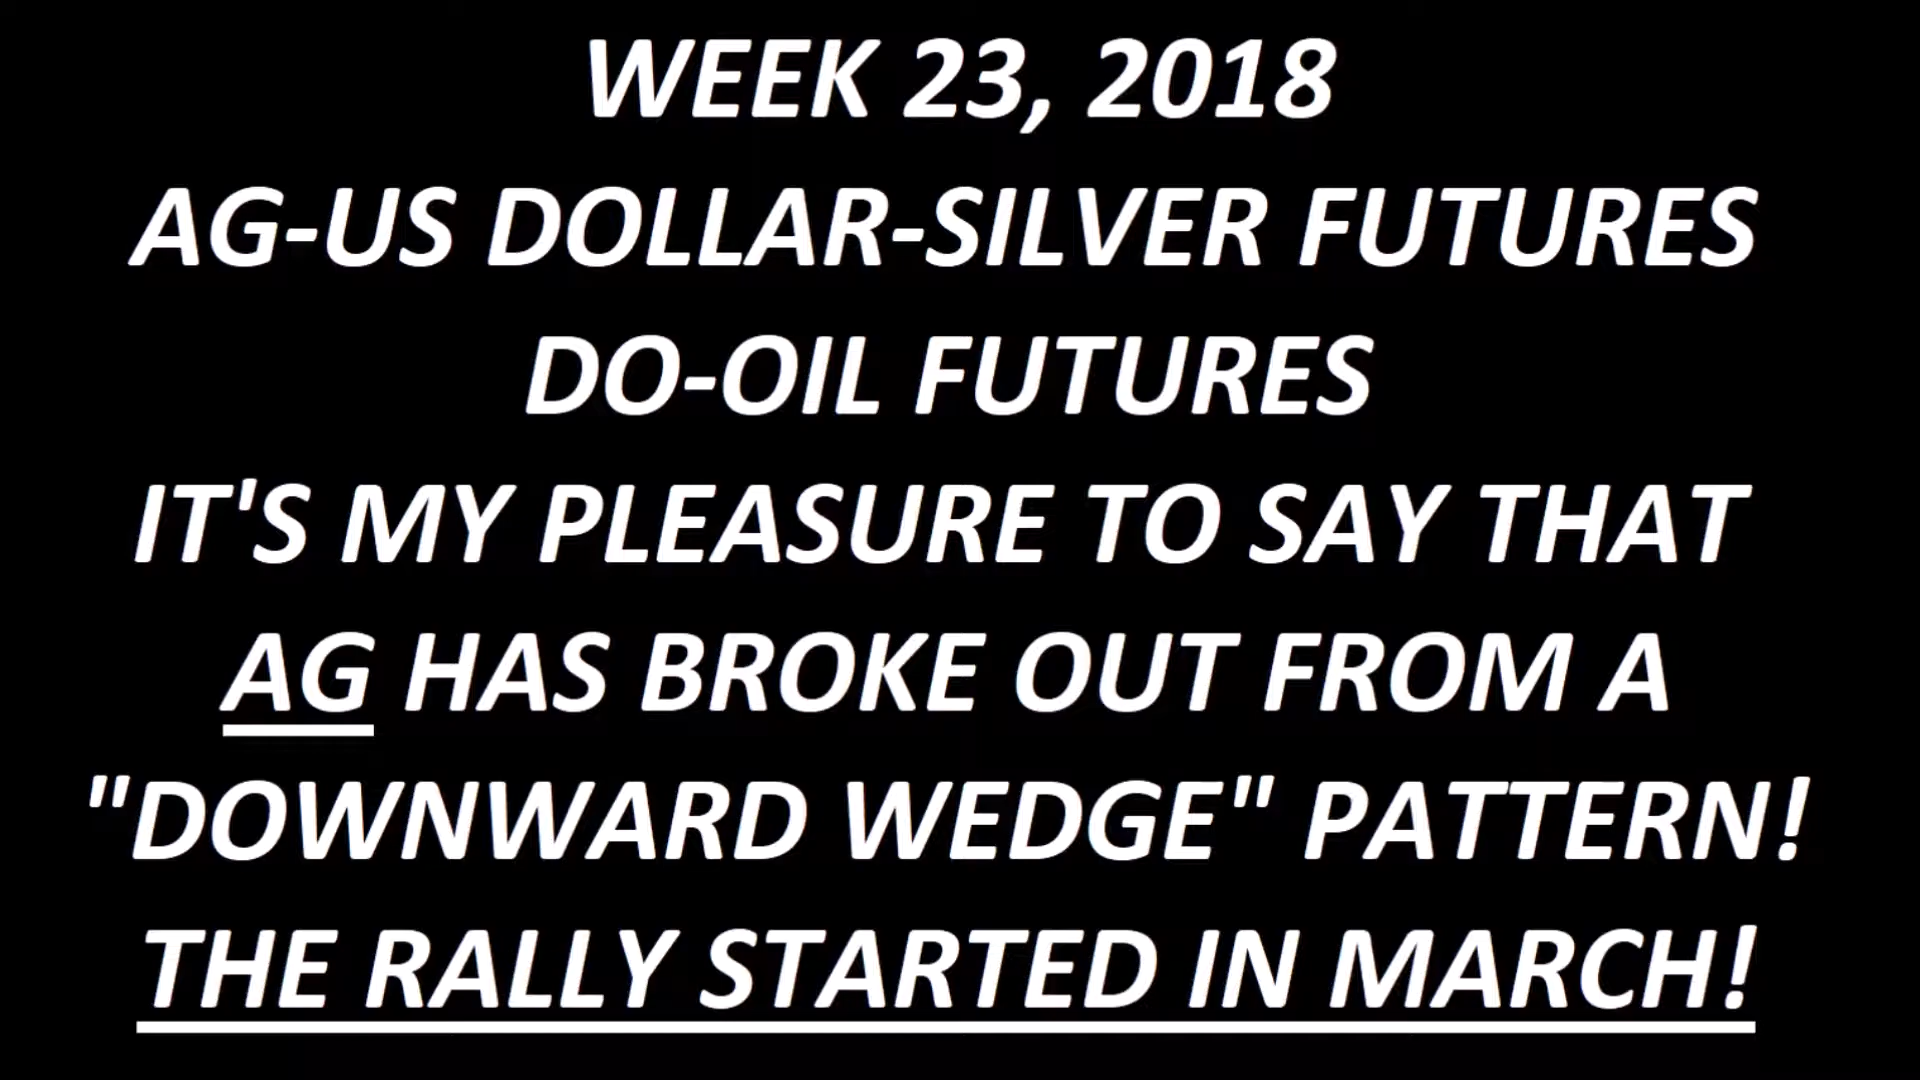 WEEK 23, 2018
AG-US DOLLAR-SILVER FUTURES
DO-OIL FUTURES
IT'S MY PLEASURE TO SAY THAT
AG HAS BROKE OUT FROM A
"DOWNWARD WEDGE" PATTERN!
THE RALLY STARTED IN MARCH!